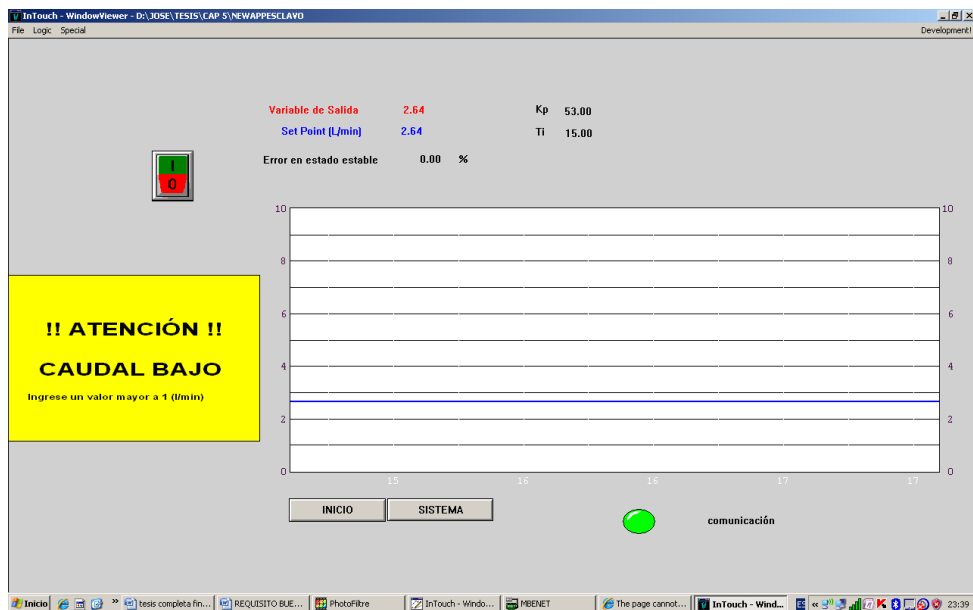 InTouch - WindowViewer - D:\JOSE\TESIS\CAP 5\NEWAPPESCLAVO
File Logic Special Development!
Variable de Salida 2.64 Kp 53.00
Set Point (L/min) 2.64 Ti 15.00
Error en estado estable 0.00 %
I
0
10 10
8 8
!! ATENCIÓN !!
6 6
CAUDAL BAJO
4 4
Ingrese un valor mayor a 1 (l/min)
2 2
0 0
15 16 16 17 17
INICIO SISTEMA
comunicación
Inicio » tesis completa fin... REQUISITO BUE... PhotoFiltre InTouch - Windo... MBENET The page cannot... InTouch - Wind... ES « 23:39